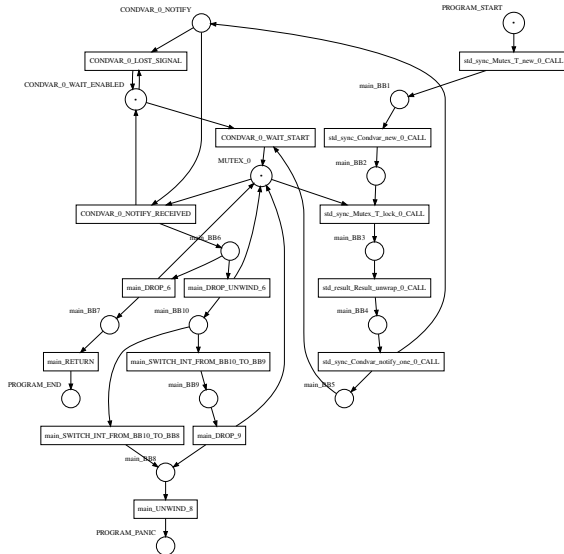 CONDVAR_0_NOTIFY
PROGRAM_START
CONDVAR_0_LOST_SIGNAL
std_sync_Mutex_T_new_0_CALL
CONDVAR_0_WAIT_ENABLED
main_BB1
CONDVAR_0_WAIT_START
std_sync_Condvar_new_0_CALL
MUTEX_0
main_BB2
CONDVAR_0_NOTIFY_RECEIVED
std_sync_Mutex_T_lock_0_CALL
main_BB6
main_BB3
main_DROP_6
main_DROP_UNWIND_6
std_result_Result_unwrap_0_CALL
main_BB7
main_BB10
main_BB4
main_RETURN
main_SWITCH_INT_FROM_BB10_TO_BB9
std_sync_Condvar_notify_one_0_CALL
PROGRAM_END
main_BB9
main_BB5
main_SWITCH_INT_FROM_BB10_TO_BB8
main_DROP_9
main_BB8
main_UNWIND_8
PROGRAM_PANIC